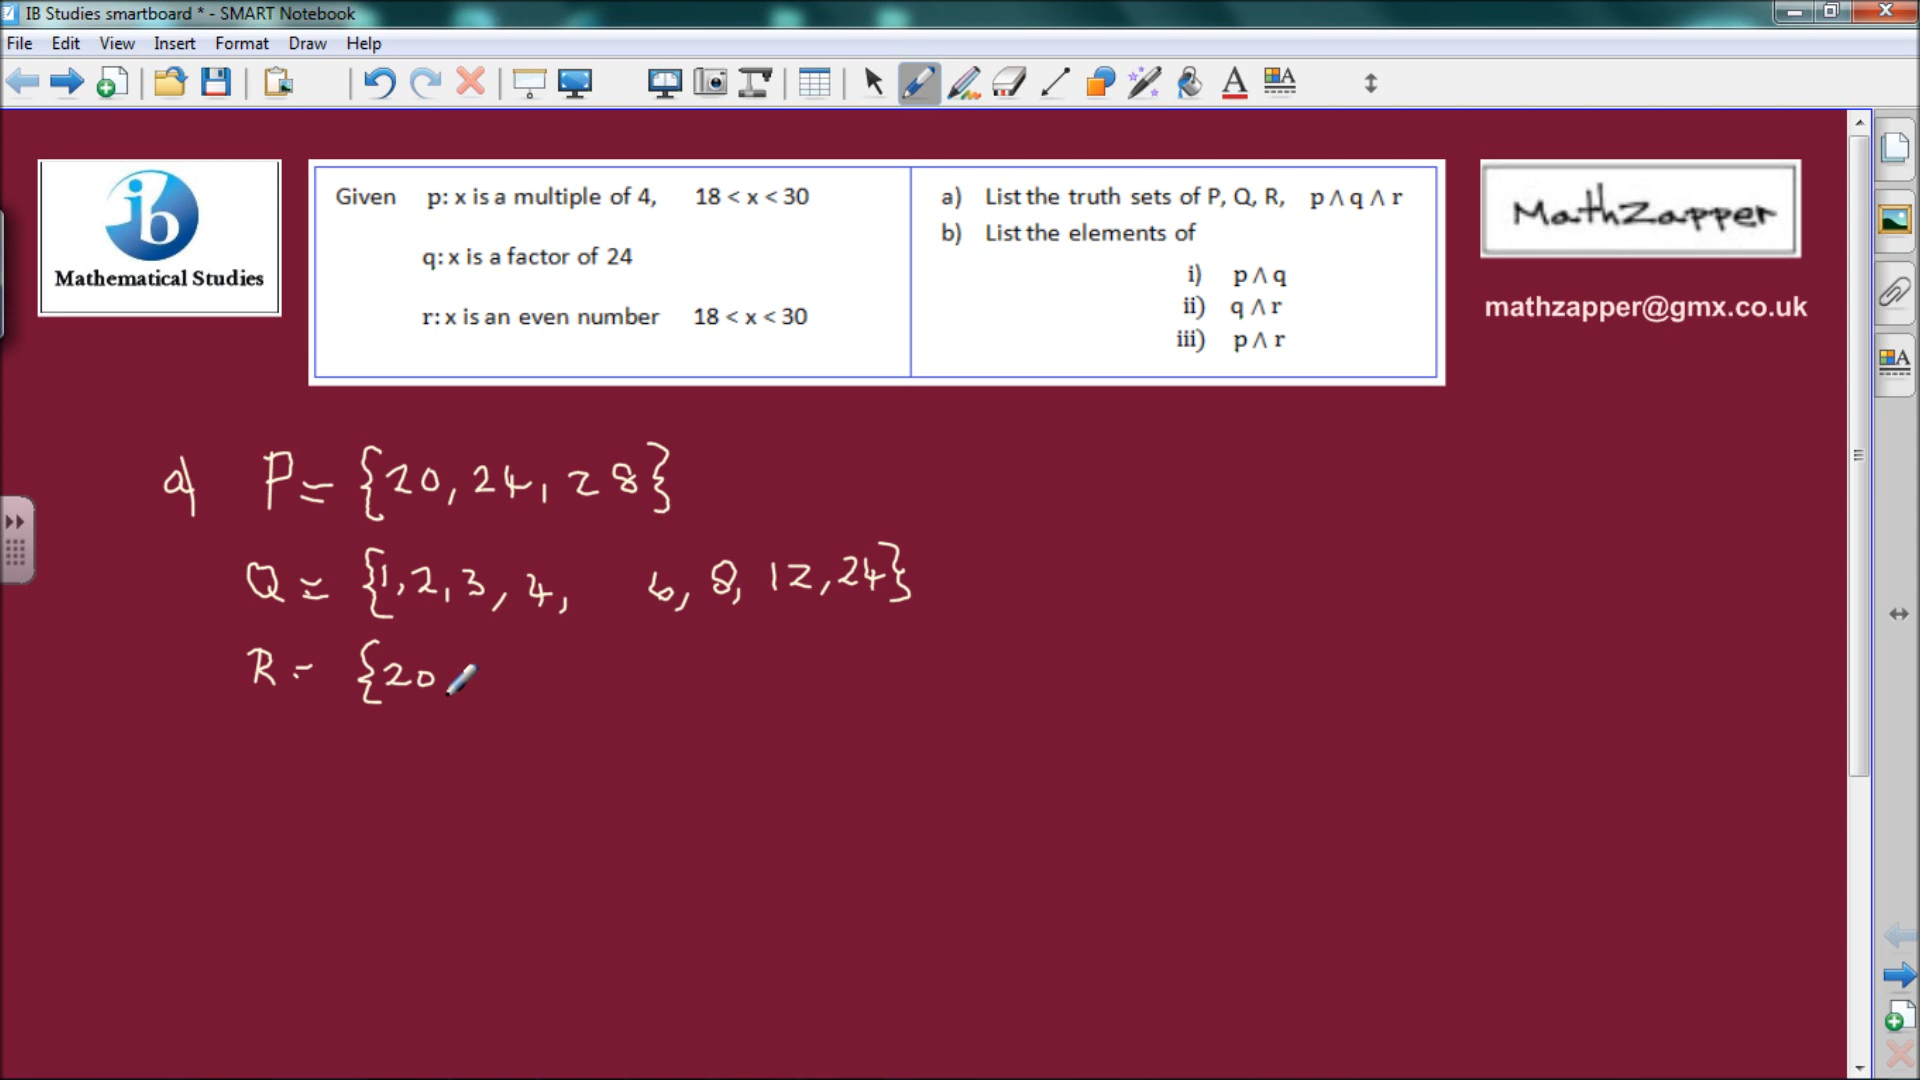 IB Studies smartboard * - SMART Notebook
File Edit View Insert Format Draw Help
ib
Mathematical Studies
Given p: x is a multiple of 4, 18 < x < 30
q: x is a factor of 24
r: x is an even number 18 < x < 30
a) List the truth sets of P, Q, R, p ∧ q ∧ r
b) List the elements of
i) p ∧ q
ii) q ∧ r
iii) p ∧ r
MathZapper
mathzapper@gmx.co.uk
a) P = {20, 24, 28}
Q = {1, 2, 3, 4, 6, 8, 12, 24}
R = {20